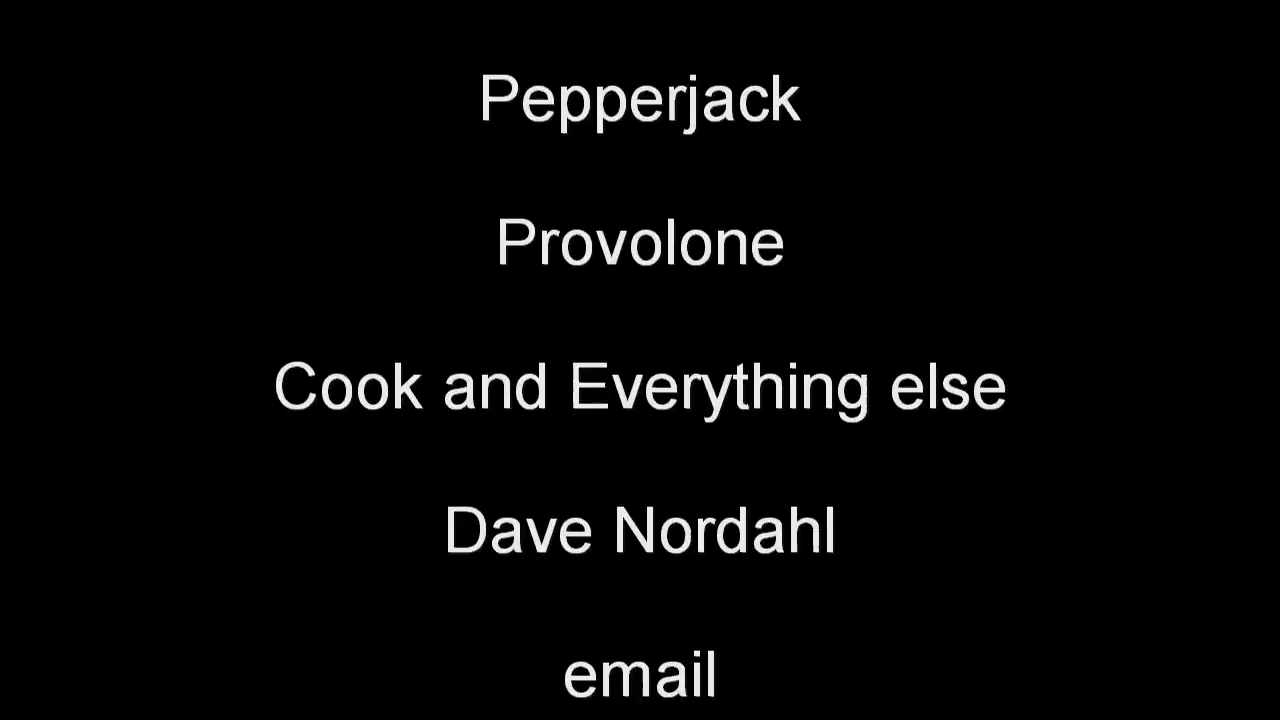 Pepperjack
Provolone
Cook and Everything else
Dave Nordahl
email